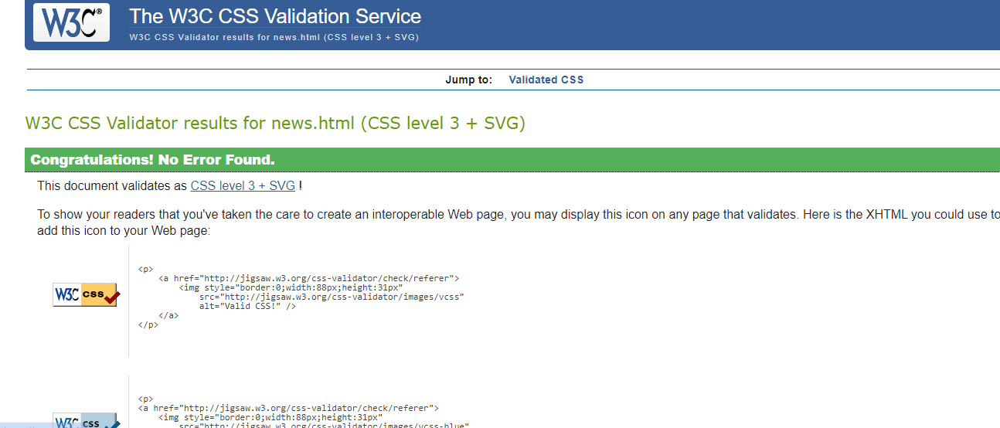 W3C® The W3C CSS Validation Service
W3C CSS Validator results for news.html (CSS level 3 + SVG)
Jump to: Validated CSS
W3C CSS Validator results for news.html (CSS level 3 + SVG)
Congratulations! No Error Found.
This document validates as CSS level 3 + SVG !
To show your readers that you've taken the care to create an interoperable Web page, you may display this icon on any page that validates. Here is the XHTML you could use to
add this icon to your Web page:
W3C CSS
<p>
<a href="http://jigsaw.w3.org/css-validator/check/referer">
<img style="border:0;width:88px;height:31px"
src="http://jigsaw.w3.org/css-validator/images/vcss"
alt="Valid CSS!" />
</a>
</p>
W3C CSS
<p>
<a href="http://jigsaw.w3.org/css-validator/check/referer">
<img style="border:0;width:88px;height:31px"
src="http://jigsaw.w3.org/css-validator/images/vcss-blue"